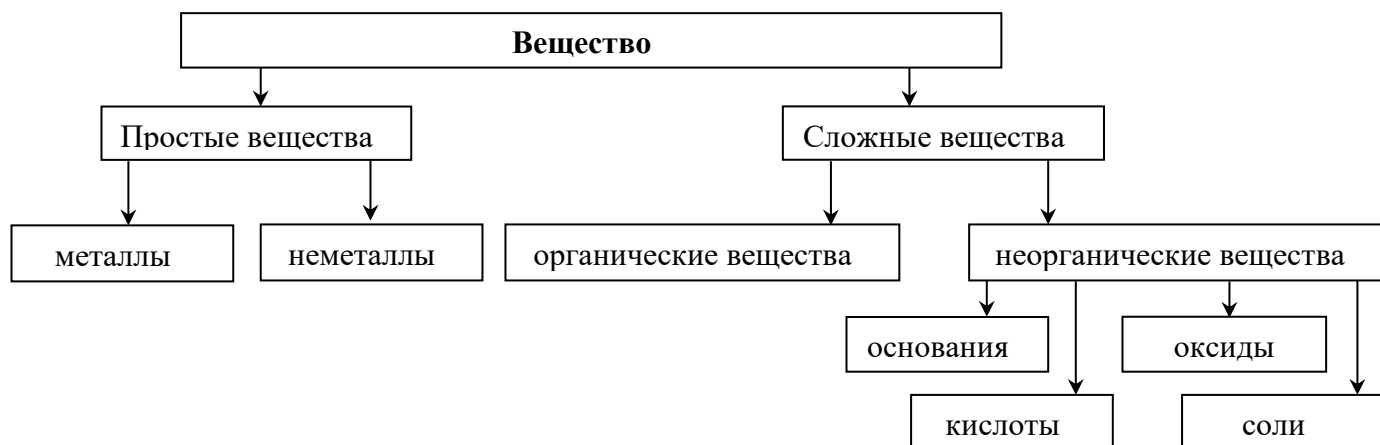 Вещество
Простые вещества
Сложные вещества
металлы
неметаллы
органические вещества
неорганические вещества
основания
оксиды
кислоты
соли